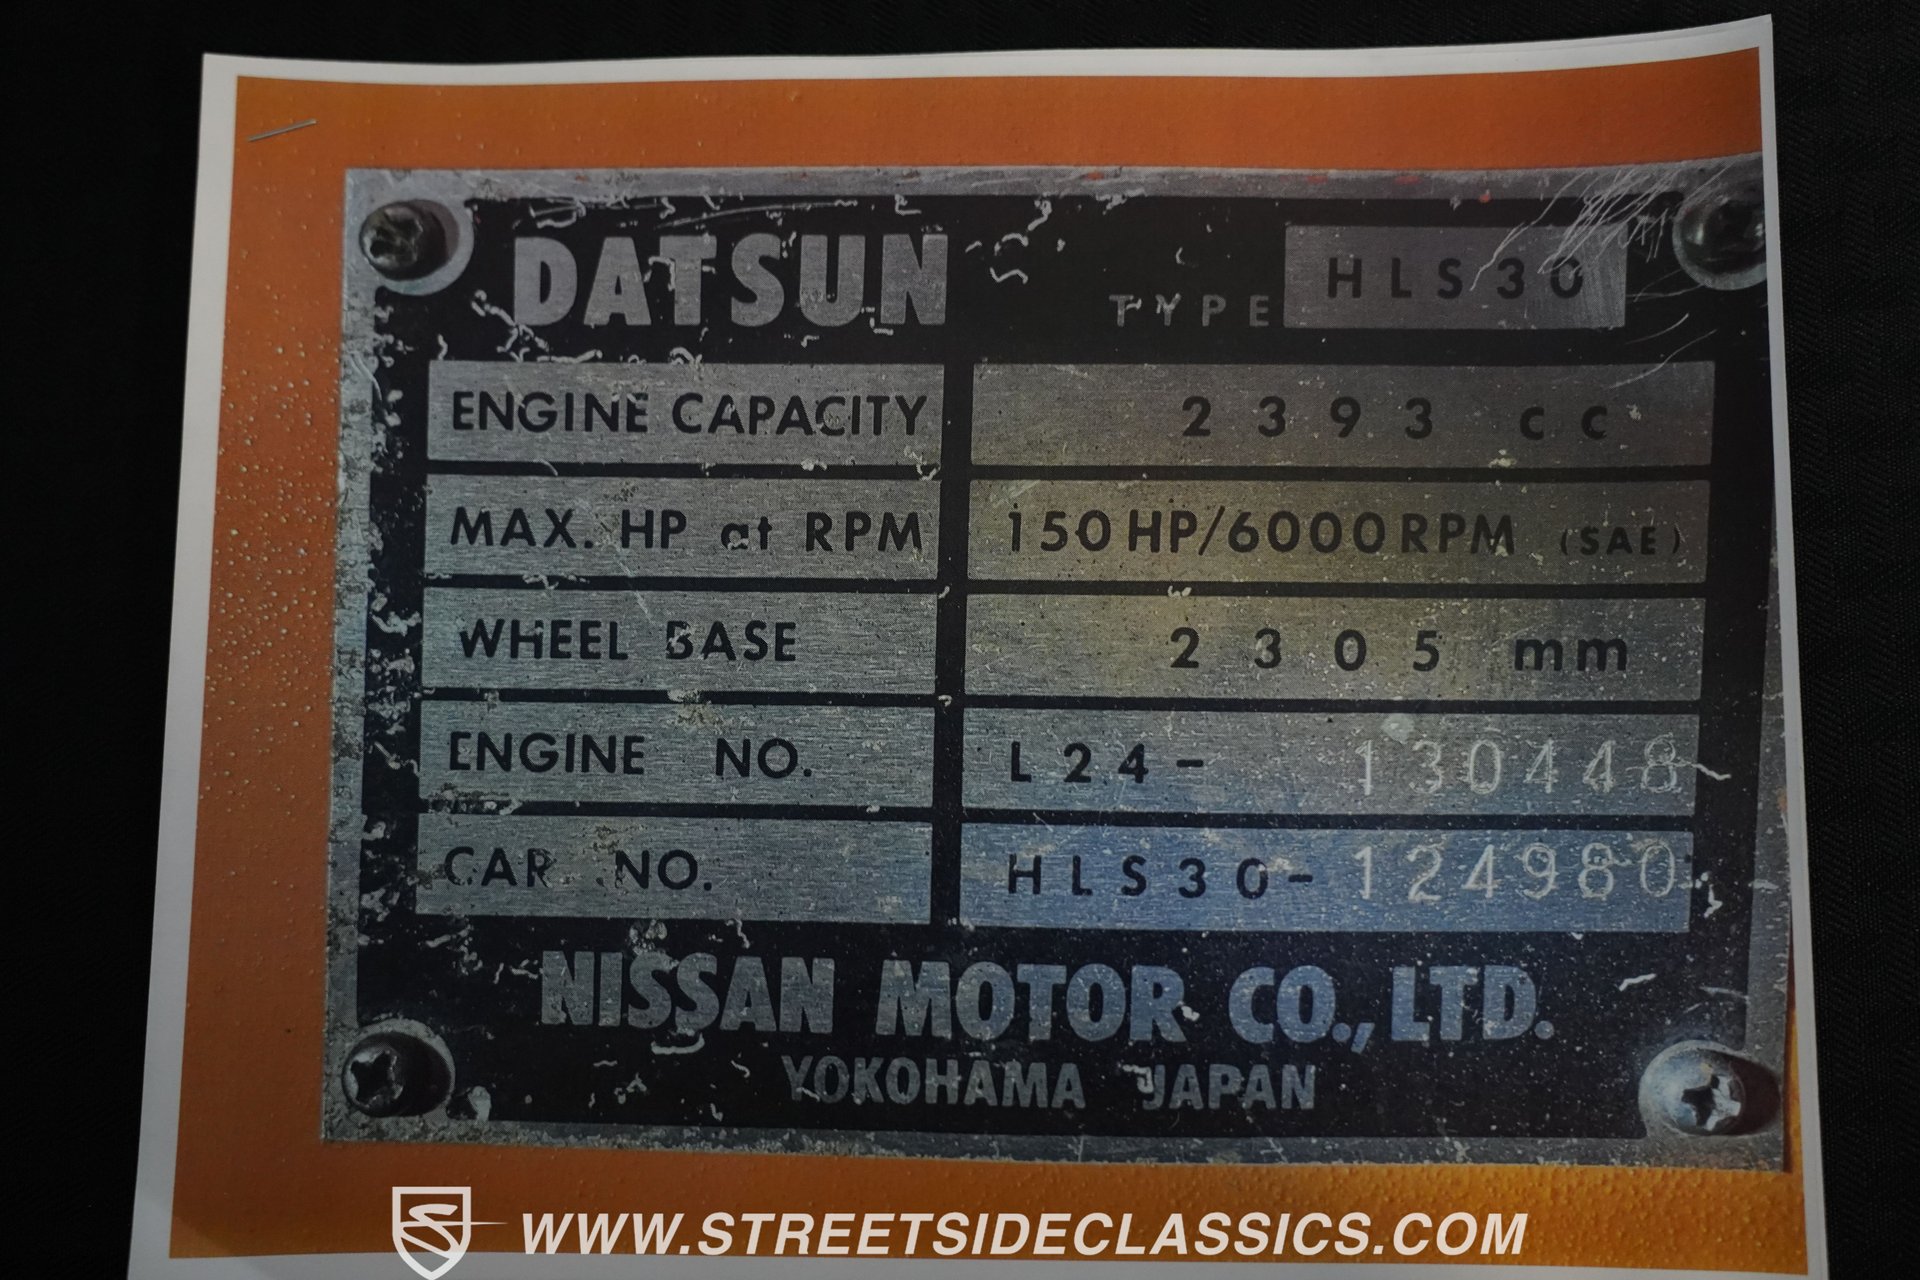 DATSUN TYPE HLS30
ENGINE CAPACITY 2393 cc
MAX. HP at RPM 150HP/6000RPM (SAE)
WHEEL BASE 2305 mm
ENGINE NO. L24- 130448
CAR NO. HLS30-124980
NISSAN MOTOR CO., LTD.
YOKOHAMA JAPAN
WWW.STREETSIDECLASSICS.COM